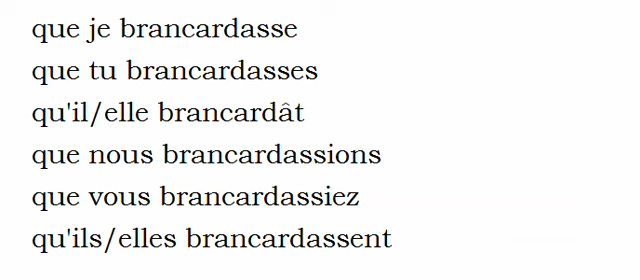 que je brancardasse
que tu brancardasses
qu'il/elle brancardât
que nous brancardassions
que vous brancardassiez
qu'ils/elles brancardassent